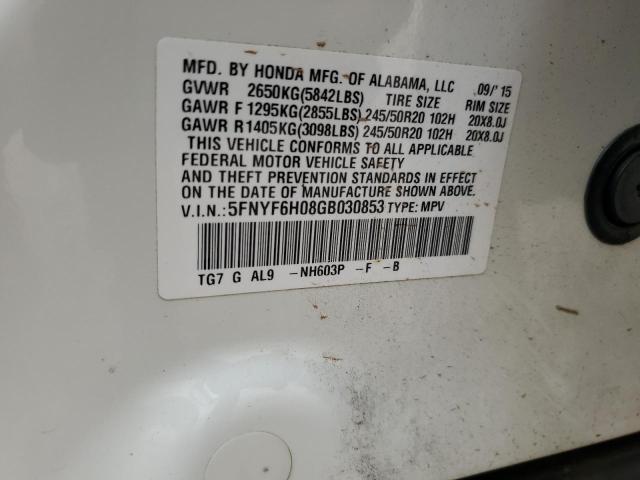 MFD. BY HONDA MFG. OF ALABAMA, LLC 09/'15
GVWR 2650KG(5842LBS) TIRE SIZE RIM SIZE
GAWR F1295KG(2855LBS) 245/50R20 102H 20X8.0J
GAWR R1405KG(3098LBS) 245/50R20 102H 20X8.0J
THIS VEHICLE CONFORMS TO ALL APPLICABLE
FEDERAL MOTOR VEHICLE SAFETY
AND THEFT PREVENTION STANDARDS IN EFFECT
ON THE DATE OF MANUFACTURE SHOWN ABOVE.
V.I.N.:5FNYF6H08GB030853 TYPE: MPV
TG7 G AL9 -NH603P -F -B